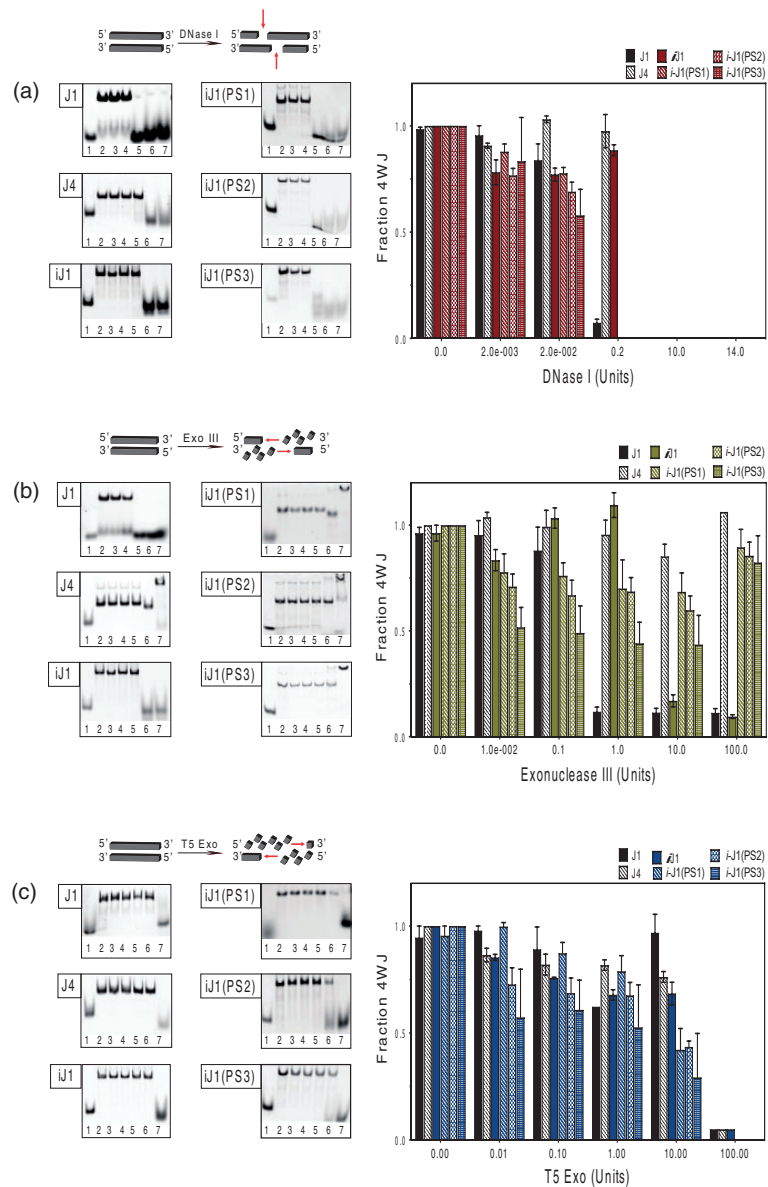 5' 3' DNase I 5' 3'
3' 5' 3' 5'
(a)
J1
1 2 3 4 5 6 7
iJ1(PS1)
1 2 3 4 5 6 7
J4
1 2 3 4 5 6 7
iJ1(PS2)
1 2 3 4 5 6 7
iJ1
1 2 3 4 5 6 7
iJ1(PS3)
1 2 3 4 5 6 7
J1 iJ1 i-J1(PS2)
J4 i-J1(PS1) i-J1(PS3)
Fraction 4WJ
1.0
0.5
0.0
0.0 2.0e-003 2.0e-002 0.2 10.0 14.0
DNase I (Units)
5' 3' Exo III 5' 3'
3' 5' 3' 5'
(b)
J1
1 2 3 4 5 6 7
iJ1(PS1)
1 2 3 4 5 6 7
J4
1 2 3 4 5 6 7
iJ1(PS2)
1 2 3 4 5 6 7
iJ1
1 2 3 4 5 6 7
iJ1(PS3)
1 2 3 4 5 6 7
J1 iJ1 i-J1(PS2)
J4 i-J1(PS1) i-J1(PS3)
Fraction 4WJ
1.0
0.5
0.0
0.0 1.0e-002 0.1 1.0 10.0 100.0
Exonuclease III (Units)
5' 3' T5 Exo 5' 3'
3' 5' 3' 5'
(c)
J1
1 2 3 4 5 6 7
iJ1(PS1)
1 2 3 4 5 6 7
J4
1 2 3 4 5 6 7
iJ1(PS2)
1 2 3 4 5 6 7
iJ1
1 2 3 4 5 6 7
iJ1(PS3)
1 2 3 4 5 6 7
J1 iJ1 i-J1(PS2)
J4 i-J1(PS1) i-J1(PS3)
Fraction 4WJ
1.0
0.5
0.0
0.00 0.01 0.10 1.00 10.00 100.00
T5 Exo (Units)